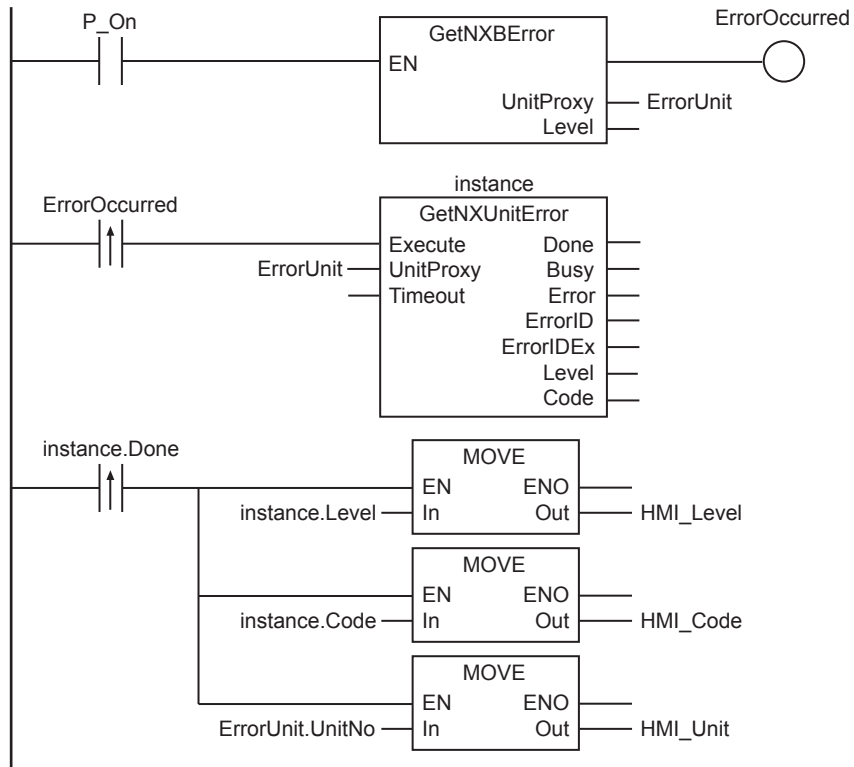 P_On
GetNXBError
ErrorOccurred
EN
UnitProxy
ErrorUnit
Level
instance
ErrorOccurred
GetNXUnitError
Execute
Done
ErrorUnit
UnitProxy
Busy
Timeout
Error
ErrorID
ErrorIDEx
Level
Code
instance.Done
MOVE
EN
ENO
instance.Level
In
Out
HMI_Level
MOVE
EN
ENO
instance.Code
In
Out
HMI_Code
MOVE
EN
ENO
ErrorUnit.UnitNo
In
Out
HMI_Unit